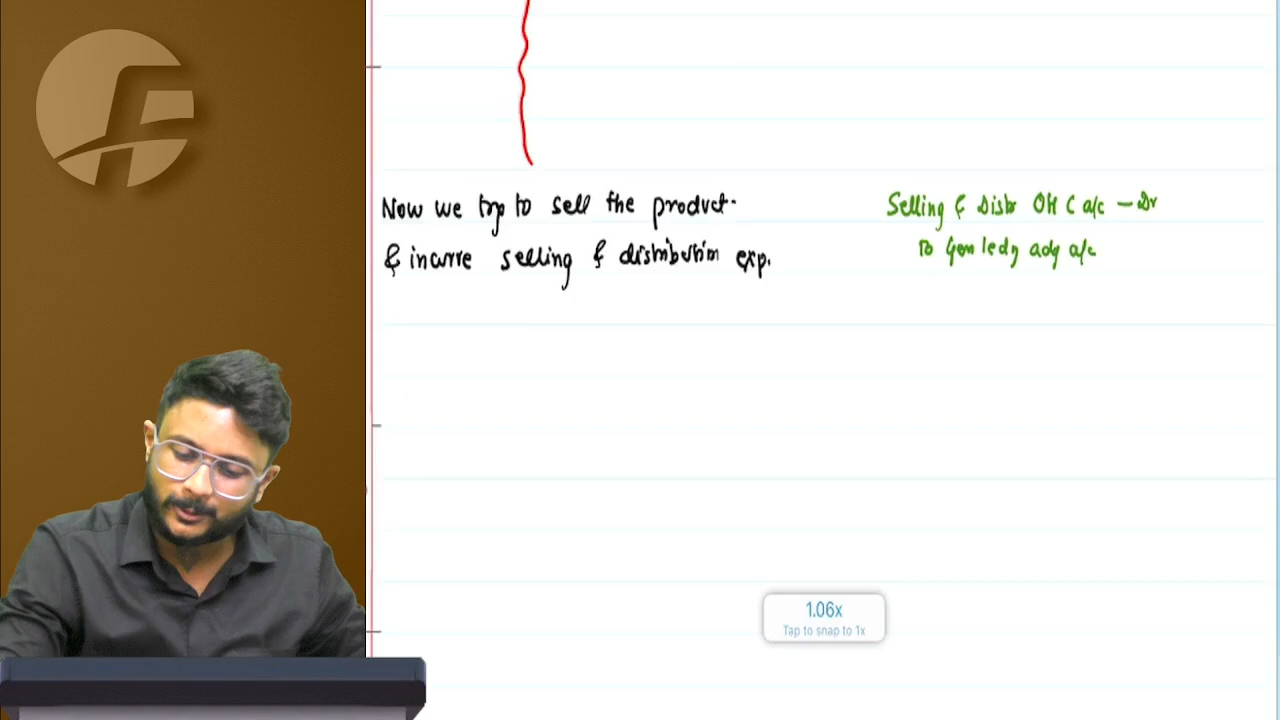 Now we try to sell the product.
& incurre selling & distribution exp.
Selling & Distr OH C a/c — Dr
To Gen ledg adj a/c
1.06x
Tap to snap to 1x